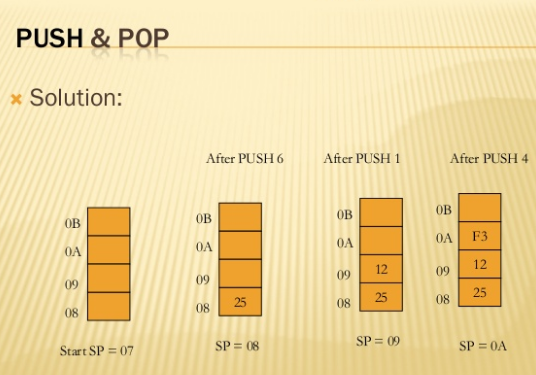 PUSH & POP
Solution:
After PUSH 6 After PUSH 1 After PUSH 4
0B
0A
09
08
Start SP = 07
0B
0A
09
08 25
SP = 08
0B
0A
09 12
08 25
SP = 09
0B
0A F3
09 12
08 25
SP = 0A